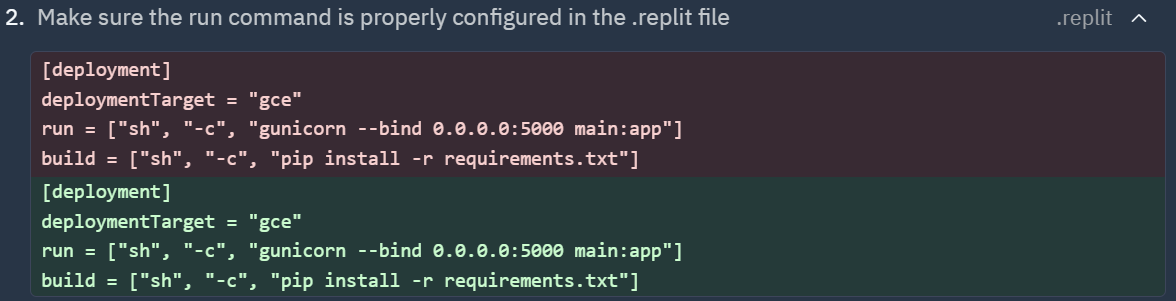 2. Make sure the run command is properly configured in the .replit file .replit
[deployment]
deploymentTarget = "gce"
run = ["sh", "-c", "gunicorn --bind 0.0.0.0:5000 main:app"]
build = ["sh", "-c", "pip install -r requirements.txt"]
[deployment]
deploymentTarget = "gce"
run = ["sh", "-c", "gunicorn --bind 0.0.0.0:5000 main:app"]
build = ["sh", "-c", "pip install -r requirements.txt"]